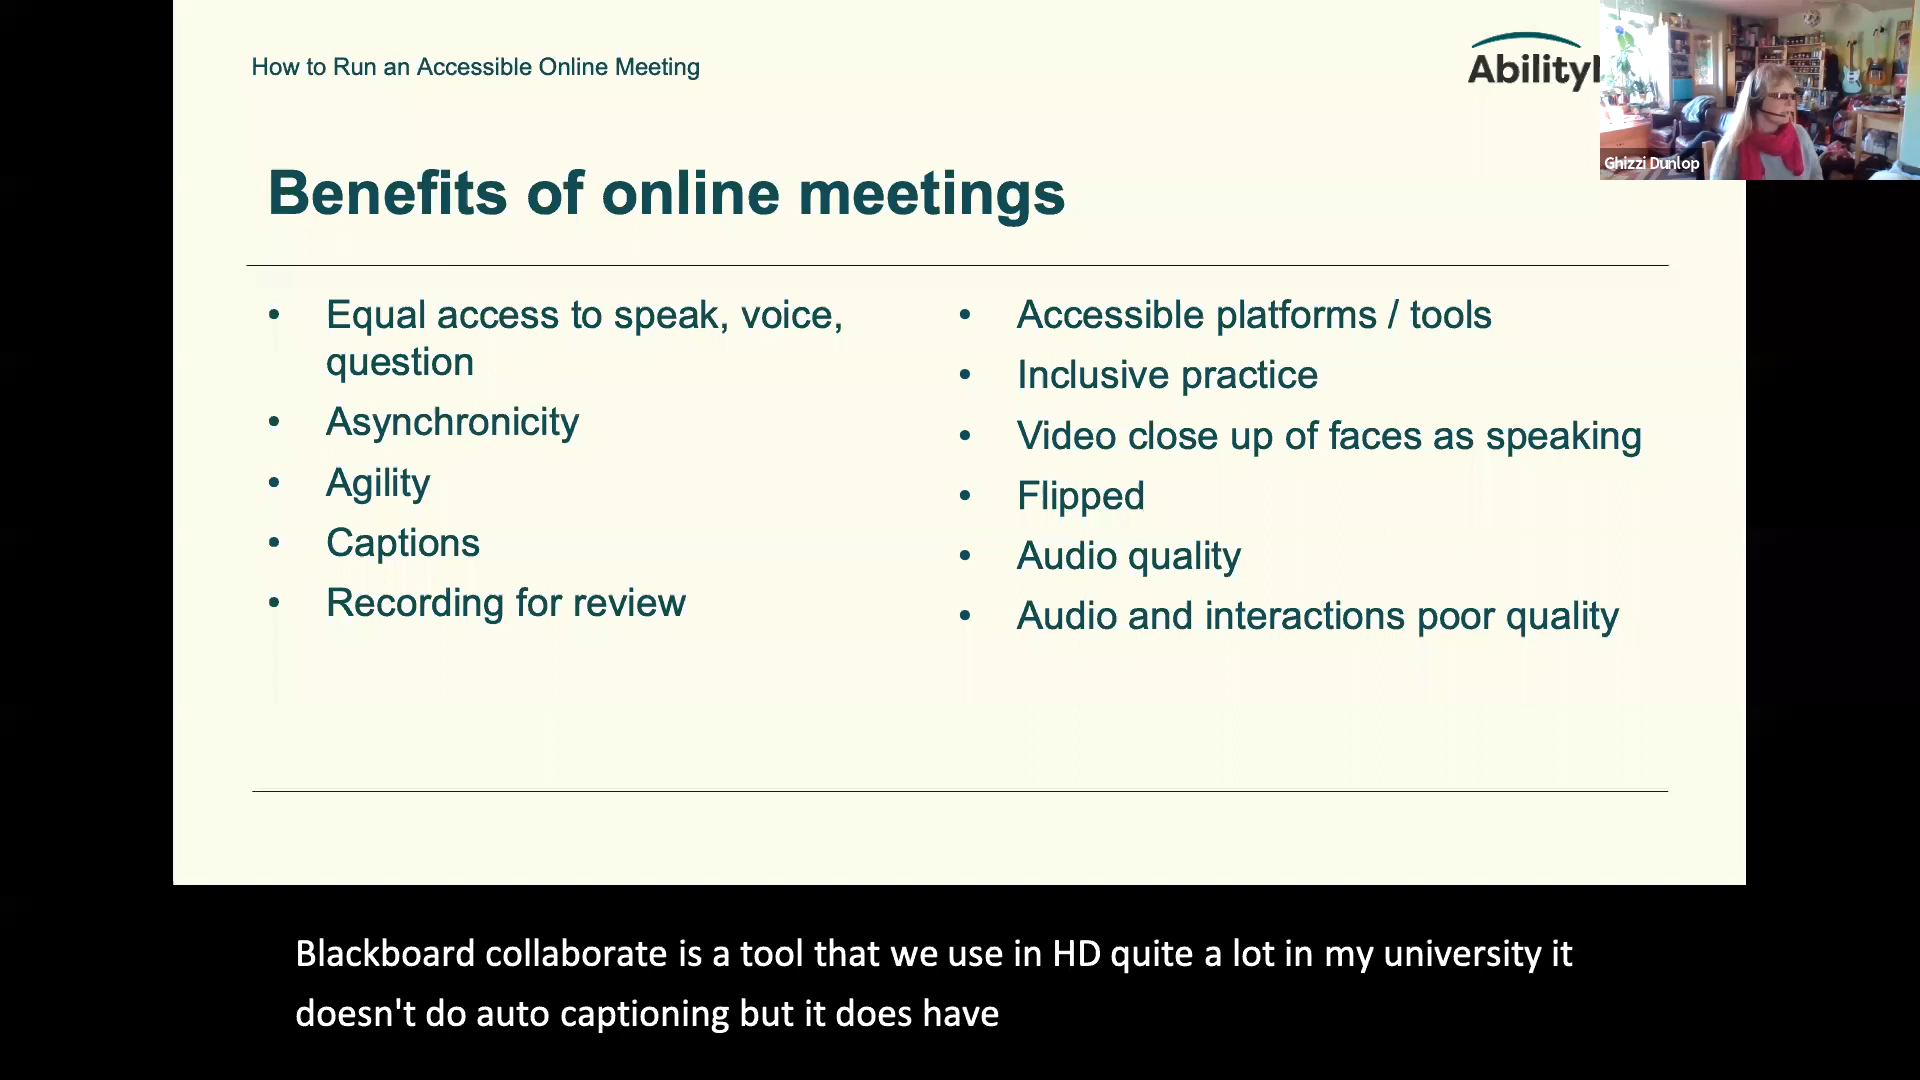 How to Run an Accessible Online Meeting
Ability
Ghizzi Dunlop
Benefits of online meetings
• Equal access to speak, voice,
question
• Asynchronicity
• Agility
• Captions
• Recording for review
• Accessible platforms / tools
• Inclusive practice
• Video close up of faces as speaking
• Flipped
• Audio quality
• Audio and interactions poor quality
Blackboard collaborate is a tool that we use in HD quite a lot in my university it
doesn't do auto captioning but it does have